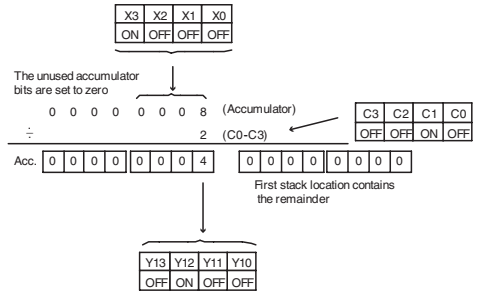 X3 X2 X1 X0
ON OFF OFF OFF
The unused accumulator
bits are set to zero
0 0 0 0 0 0 0 8 (Accumulator)
÷ 2 (C0-C3)
C3 C2 C1 C0
OFF OFF ON OFF
Acc. 0 0 0 0 0 0 0 4 0 0 0 0 0 0 0 0
First stack location contains
the remainder
Y13 Y12 Y11 Y10
OFF ON OFF OFF